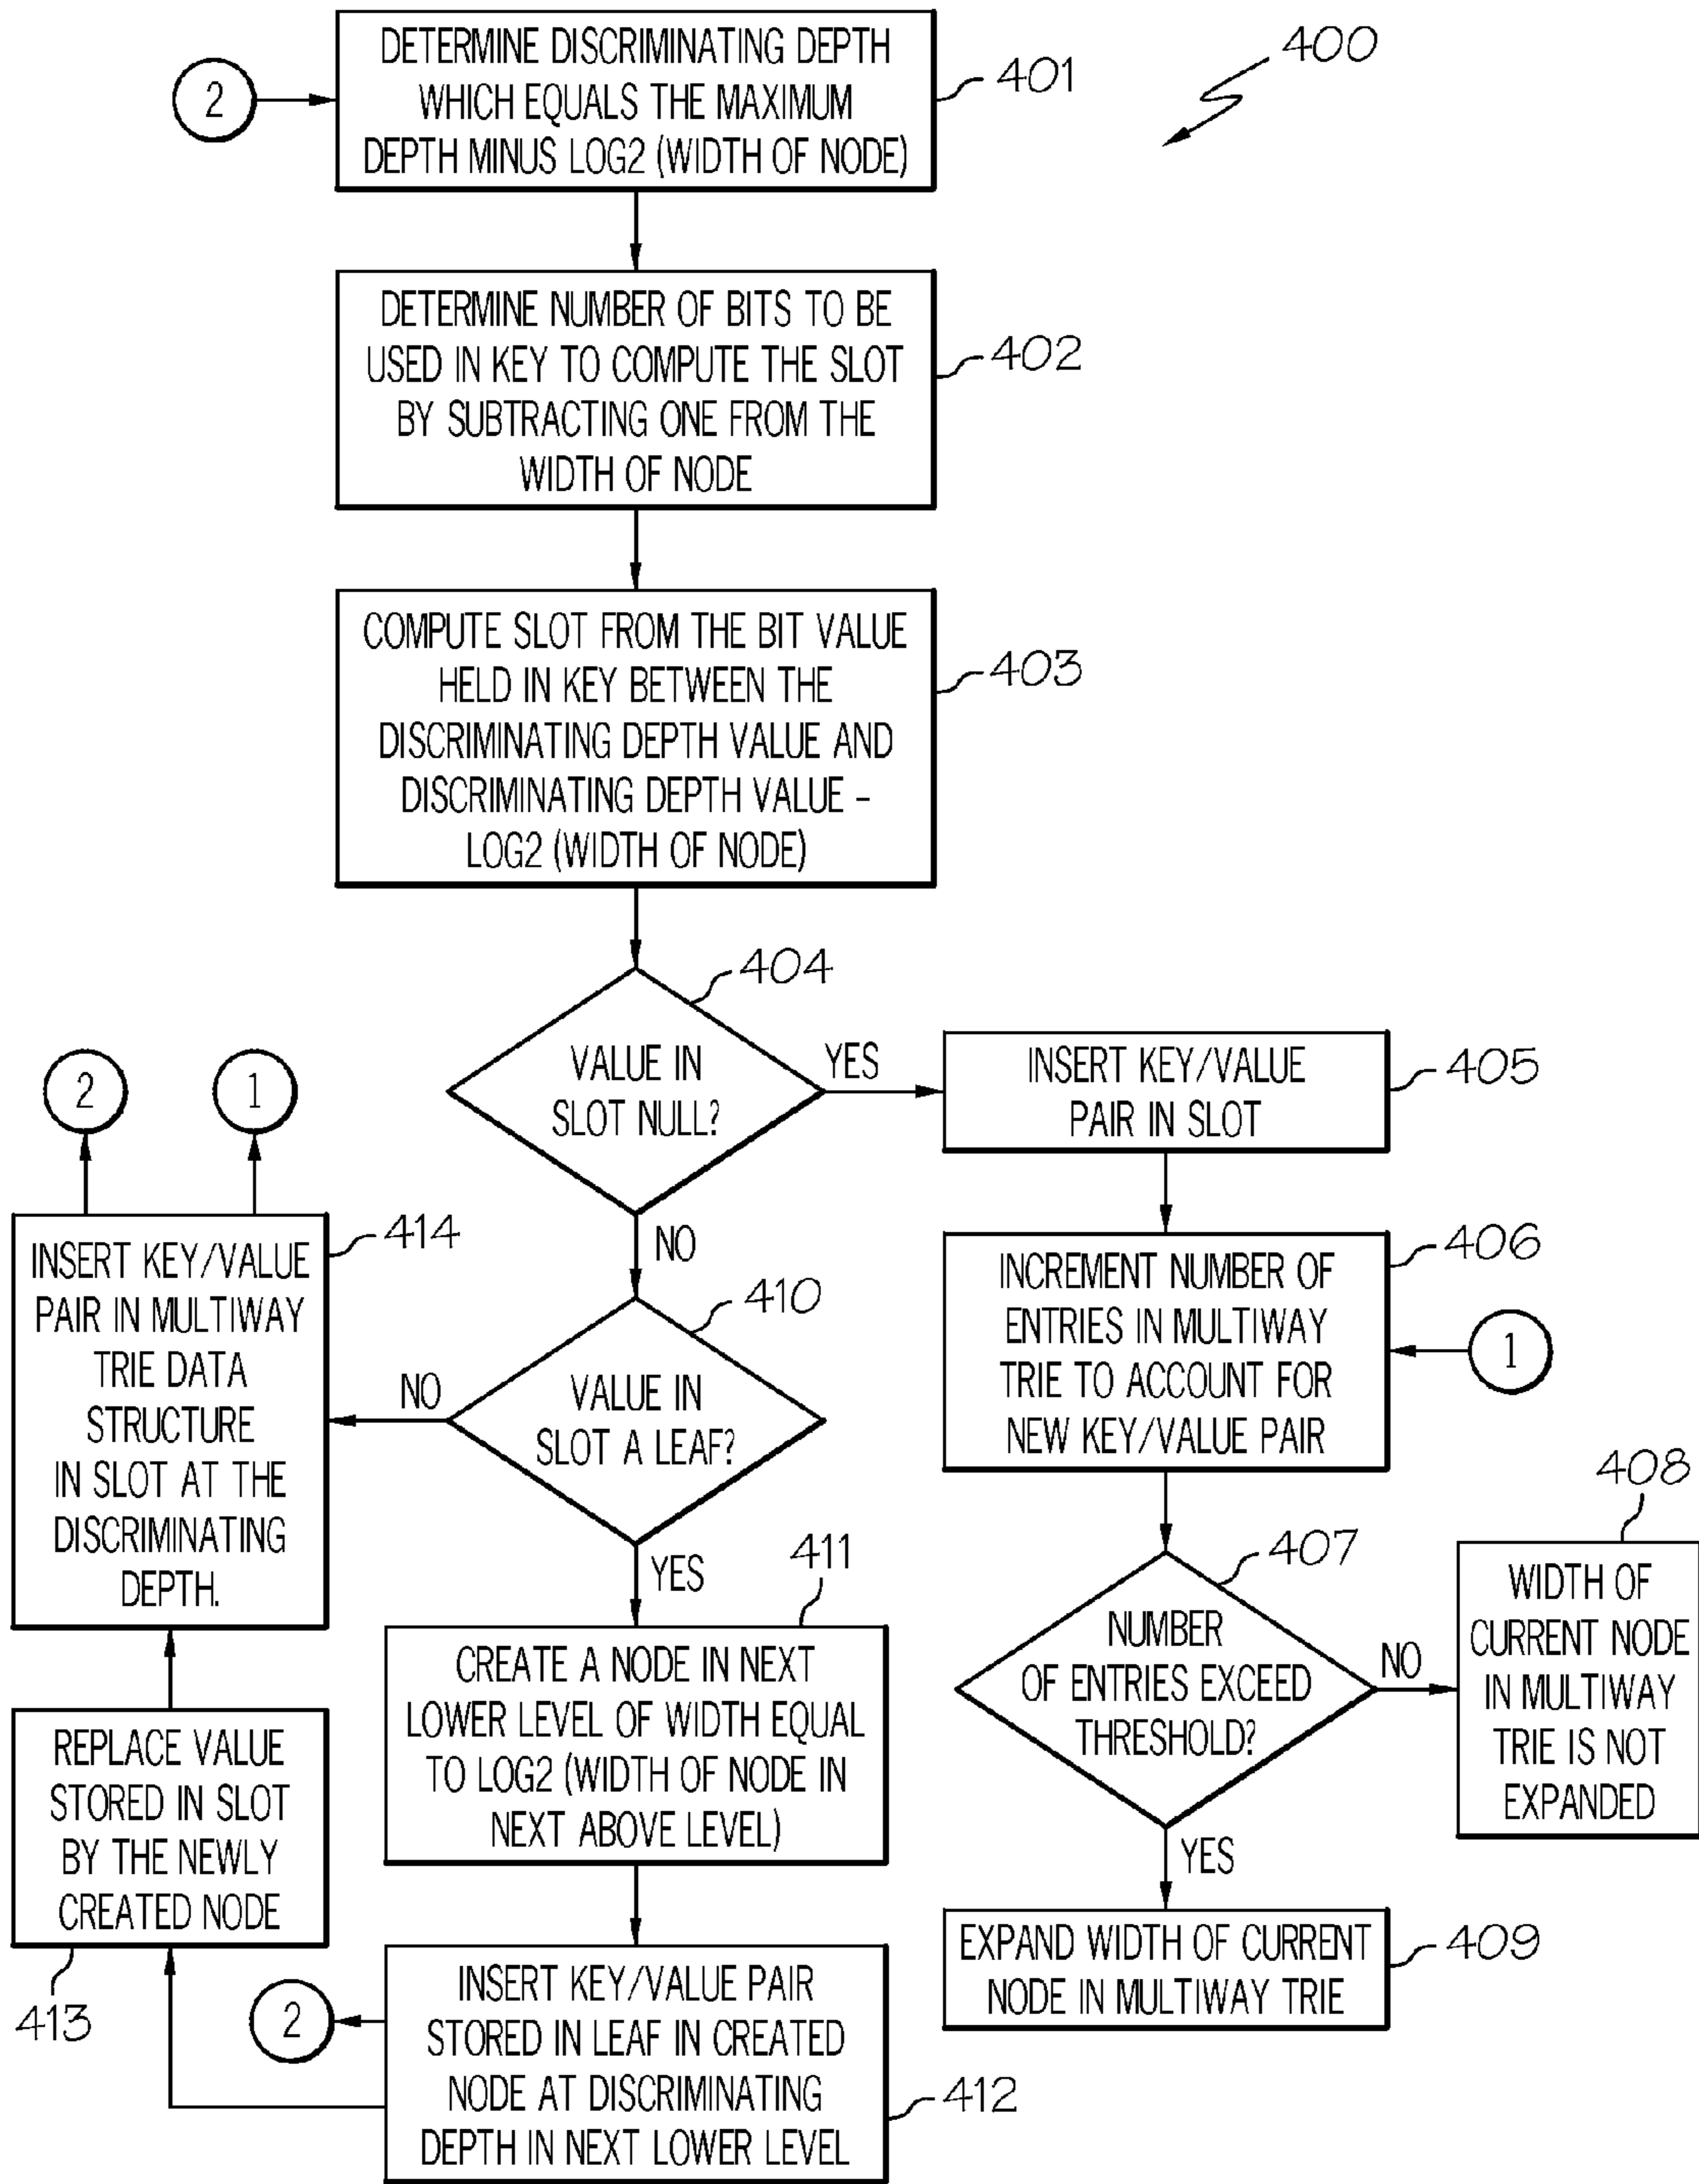 400
2
DETERMINE DISCRIMINATING DEPTH
WHICH EQUALS THE MAXIMUM
DEPTH MINUS LOG2 (WIDTH OF NODE)
401
DETERMINE NUMBER OF BITS TO BE
USED IN KEY TO COMPUTE THE SLOT
BY SUBTRACTING ONE FROM THE
WIDTH OF NODE
402
COMPUTE SLOT FROM THE BIT VALUE
HELD IN KEY BETWEEN THE
DISCRIMINATING DEPTH VALUE AND
DISCRIMINATING DEPTH VALUE –
LOG2 (WIDTH OF NODE)
403
404
VALUE IN
SLOT NULL?
YES
NO
INSERT KEY/VALUE
PAIR IN SLOT
405
INCREMENT NUMBER OF
ENTRIES IN MULTIWAY
TRIE TO ACCOUNT FOR
NEW KEY/VALUE PAIR
406
1
407
NUMBER
OF ENTRIES EXCEED
THRESHOLD?
NO
YES
408
WIDTH OF
CURRENT NODE
IN MULTIWAY
TRIE IS NOT
EXPANDED
EXPAND WIDTH OF CURRENT
NODE IN MULTIWAY TRIE
409
410
VALUE IN
SLOT A LEAF?
NO
YES
411
CREATE A NODE IN NEXT
LOWER LEVEL OF WIDTH EQUAL
TO LOG2 (WIDTH OF NODE IN
NEXT ABOVE LEVEL)
INSERT KEY/VALUE PAIR
STORED IN LEAF IN CREATED
NODE AT DISCRIMINATING
DEPTH IN NEXT LOWER LEVEL
412
2
REPLACE VALUE
STORED IN SLOT
BY THE NEWLY
CREATED NODE
413
INSERT KEY/VALUE
PAIR IN MULTIWAY
TRIE DATA
STRUCTURE
IN SLOT AT THE
DISCRIMINATING
DEPTH.
414
2
1